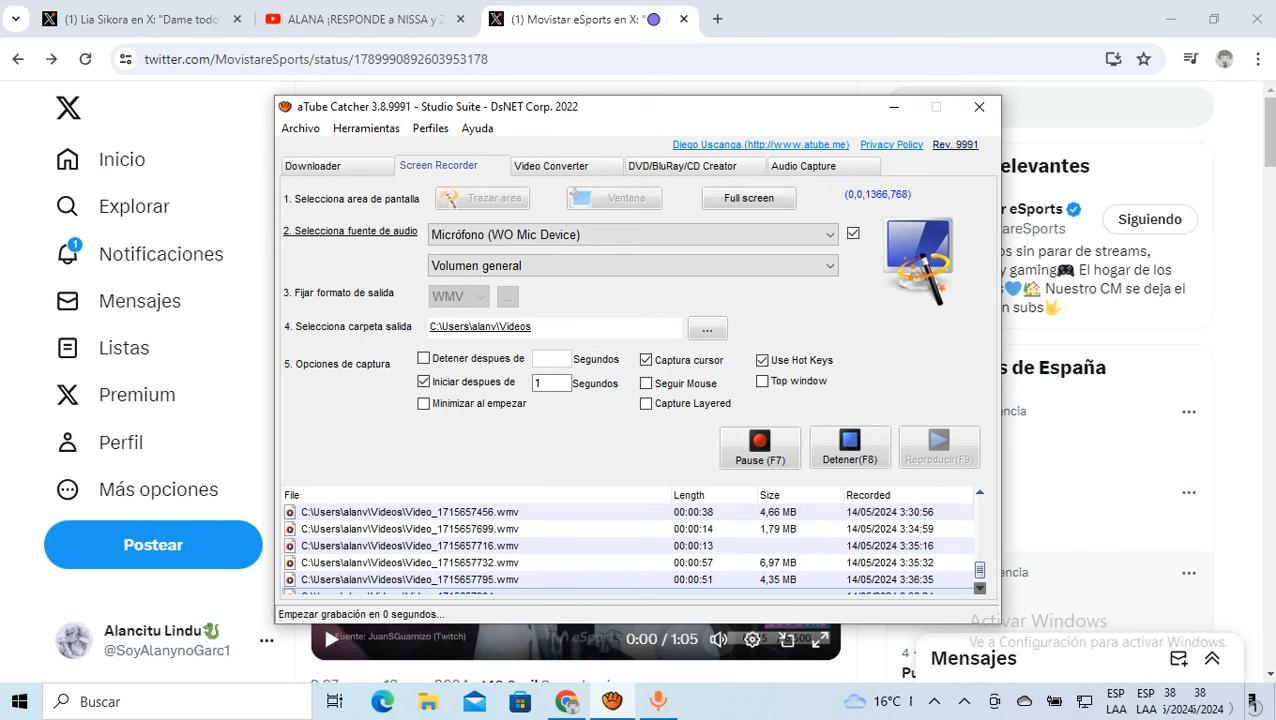 (1) Lia Sikora en X: "Dame todo
ALANA ¡RESPONDE a NISSA y Z
(1) Movistar eSports en X: "🟣
twitter.com/MovistareSports/status/1789990892603953178
aTube Catcher 3.8.9991 - Studio Suite - DsNET Corp. 2022
Archivo Herramientas Perfiles Ayuda
Diego Uscanga (http://www.atube.me) Privacy Policy Rev. 9991
Downloader Screen Recorder Video Converter DVD/BluRay/CD Creator Audio Capture
1. Selecciona area de pantalla Trazar area Ventana Full screen (0,0,1366,768)
2. Selecciona fuente de audio Micrófono (WO Mic Device)
Volumen general
3. Fijar formato de salida WMV ...
4. Selecciona carpeta salida C:\Users\alanv\Videos ...
5. Opciones de captura
Detener despues de Segundos Captura cursor Use Hot Keys
Iniciar despues de 1 Segundos Seguir Mouse Top window
Minimizar al empezar Capture Layered
Pause (F7) Detener(F8) Reproducir(F9)
File Length Size Recorded
C:\Users\alanv\Videos\Video_1715657456.wmv 00:00:38 4,66 MB 14/05/2024 3:30:56
C:\Users\alanv\Videos\Video_1715657699.wmv 00:00:14 1,79 MB 14/05/2024 3:34:59
C:\Users\alanv\Videos\Video_1715657716.wmv 00:00:13 14/05/2024 3:35:16
C:\Users\alanv\Videos\Video_1715657732.wmv 00:00:57 6,97 MB 14/05/2024 3:35:32
C:\Users\alanv\Videos\Video_1715657795.wmv 00:00:51 4,35 MB 14/05/2024 3:36:35
Empezar grabación en 0 segundos...
Inicio
Explorar
1
Notificaciones
Mensajes
Listas
Premium
Perfil
Más opciones
Postear
Alancitu Lindu🐉
@SoyAlanynoGarc1
Fuente: JuanSGuarnizo (Twitch)
0:00 / 1:05
elevantes
r eSports
eSports
Siguiendo
s sin parar de streams,
y gaming🎮 El hogar de los
💙🏡 Nuestro CM se deja el
n subs🤟
s de España
encia
encia
Activar Windows
Ve a Configuración para activar Windows.
Mensajes
Buscar
16°C
ESP
LAA
ESP
LAA
38
38